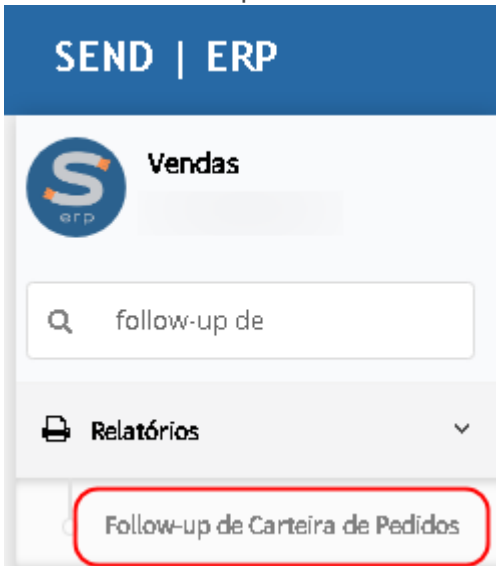 SEND | ERP
Vendas
S
erp
follow-up de
Relatórios
Follow-up de Carteira de Pedidos